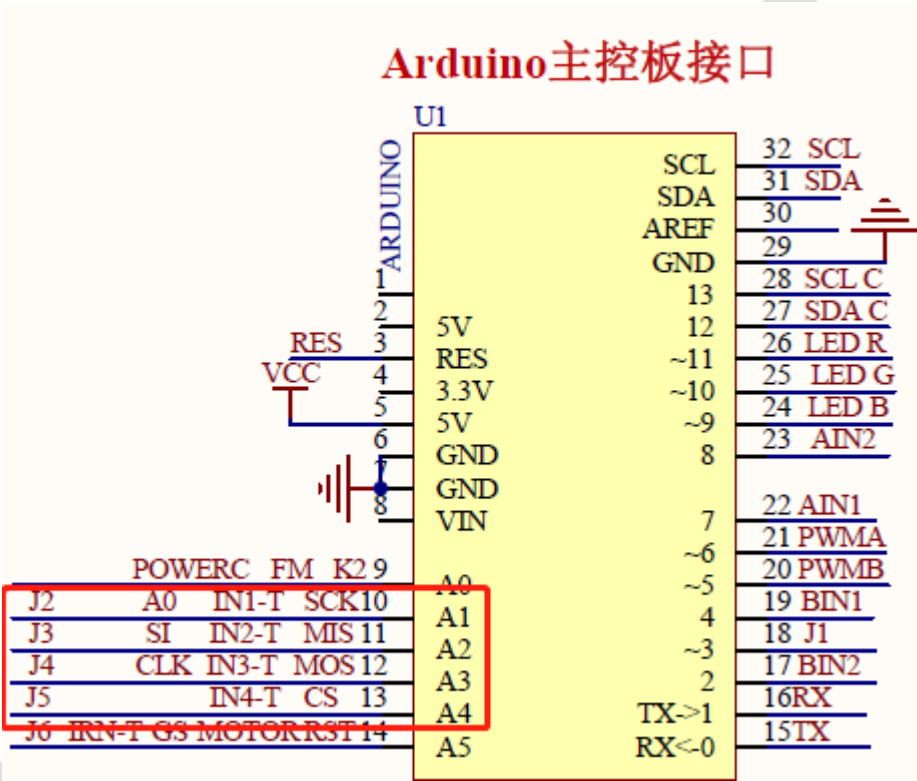 Arduino主控板接口
U1
ARDUINO
SCL 32 SCL
SDA 31 SDA
AREF 30
GND 29
1 13 28 SCL C
2 5V 12 27 SDA C
RES 3 RES ~11 26 LED R
VCC 4 3.3V ~10 25 LED G
5 5V ~9 24 LED B
6 GND 8 23 AIN2
7 GND
8 VIN 7 22 AIN1
~6 21 PWMA
POWERC FM K2 9 A0 ~5 20 PWMB
J2 A0 IN1-T SCK 10 A1 4 19 BIN1
J3 SI IN2-T MIS 11 A2 ~3 18 J1
J4 CLK IN3-T MOS 12 A3 2 17 BIN2
J5 IN4-T CS 13 A4 TX->1 16 RX
J6 IRN-T GS MOTOR RST 14 A5 RX<-0 15 TX